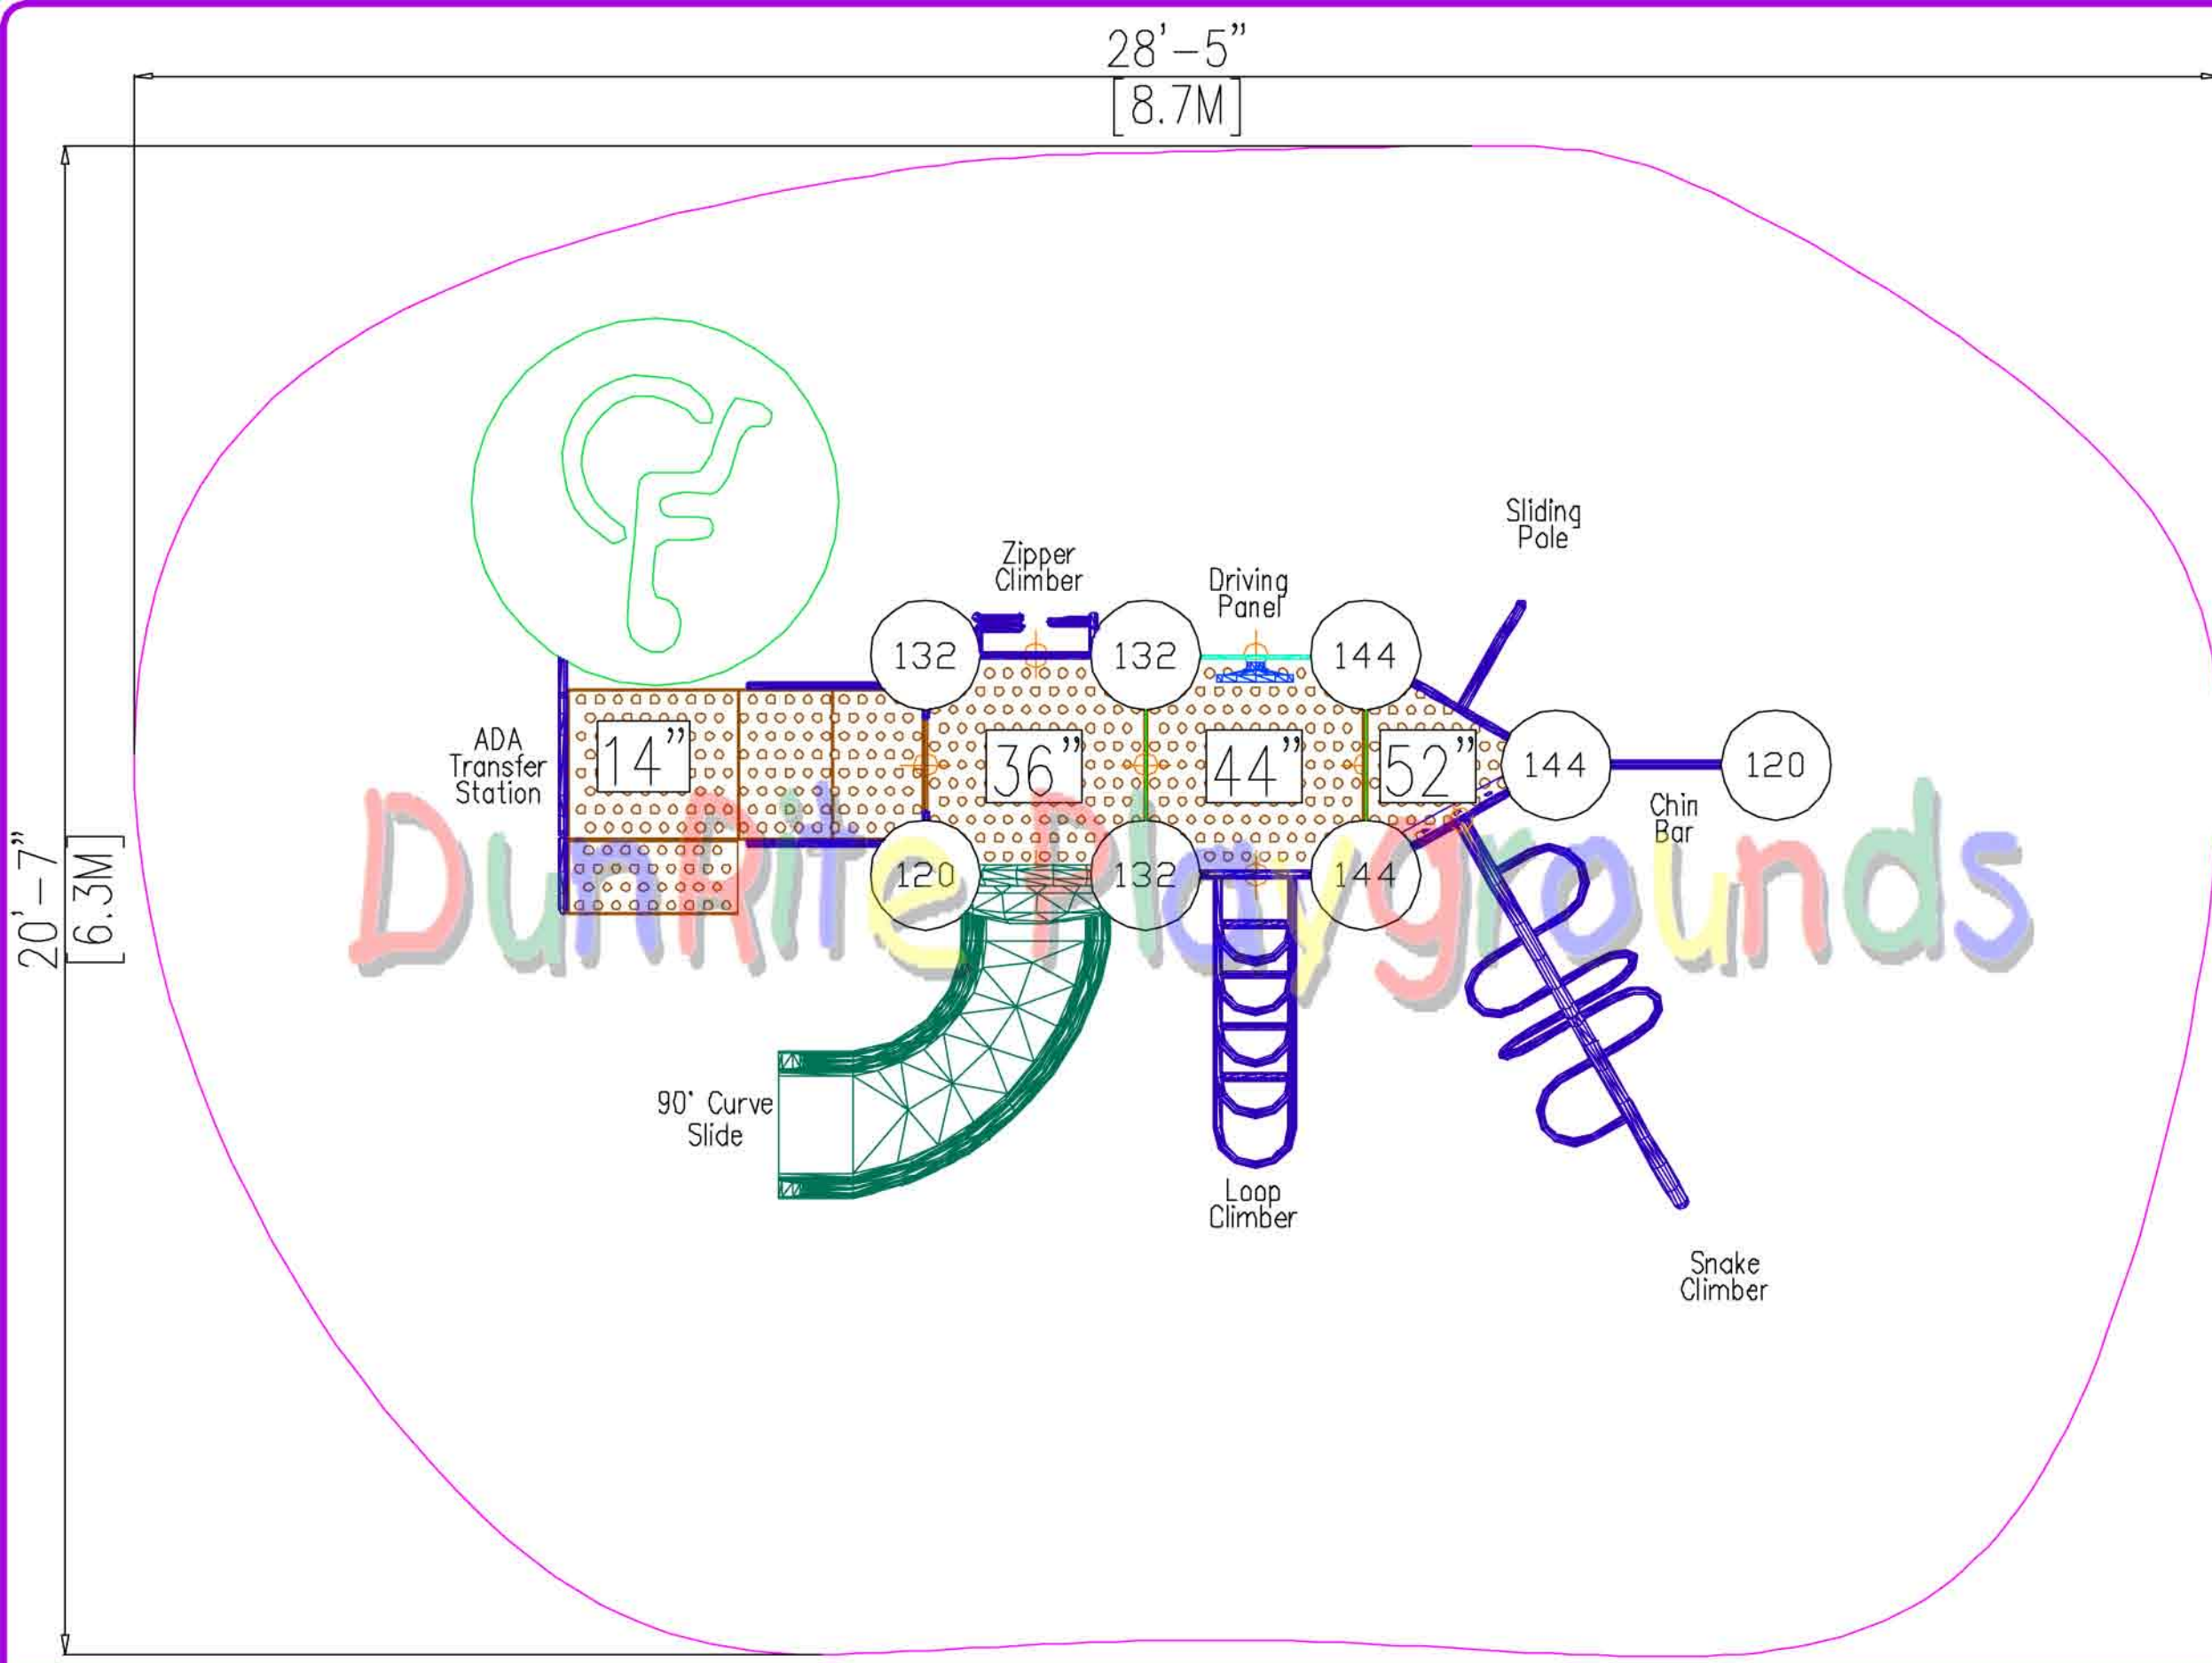 28'-5"
[8.7M]
20'-7"
[6.3M]
Sliding
Pole
Zipper
Climber
Driving
Panel
132
132
144
ADA
Transfer
Station
14"
36"
44"
52"
144
120
Chin
Bar
120
132
144
DunRite Playgrounds
90° Curve
Slide
Loop
Climber
Snake
Climber